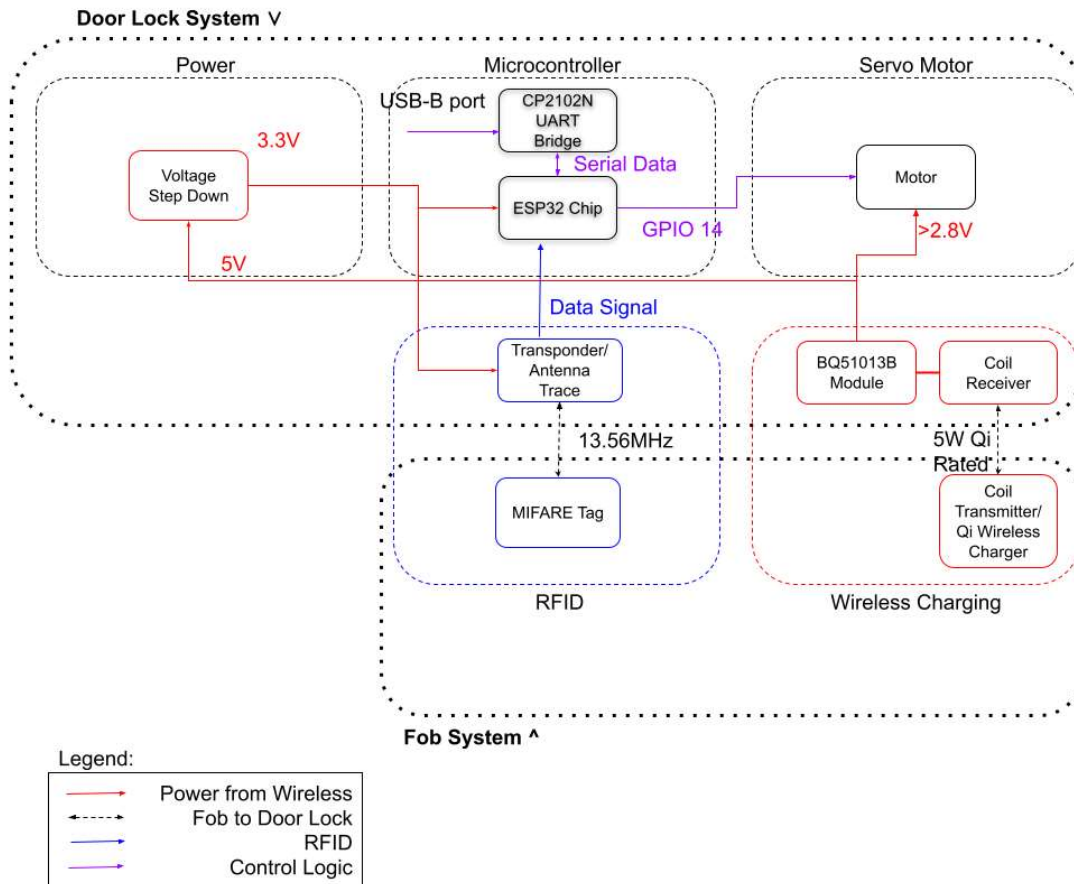 Door Lock System ∨
Power
Microcontroller
Servo Motor
USB-B port
CP2102N
UART
Bridge
3.3V
Serial Data
Voltage
Step Down
ESP32 Chip
Motor
GPIO 14
>2.8V
5V
Data Signal
Transponder/
Antenna
Trace
BQ51013B
Module
Coil
Receiver
13.56MHz
5W Qi
Rated
MIFARE Tag
Coil
Transmitter/
Qi Wireless
Charger
RFID
Wireless Charging
Fob System ^
Legend:
Power from Wireless
Fob to Door Lock
RFID
Control Logic